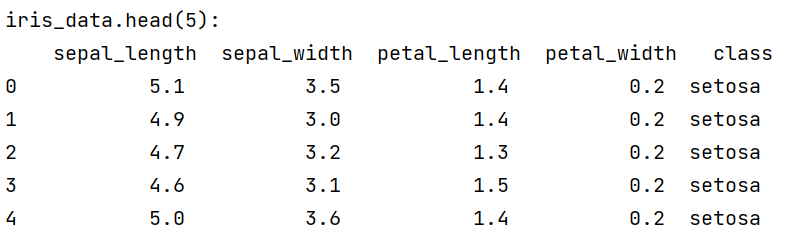 iris_data.head(5):
sepal_length sepal_width petal_length petal_width class
0 5.1 3.5 1.4 0.2 setosa
1 4.9 3.0 1.4 0.2 setosa
2 4.7 3.2 1.3 0.2 setosa
3 4.6 3.1 1.5 0.2 setosa
4 5.0 3.6 1.4 0.2 setosa